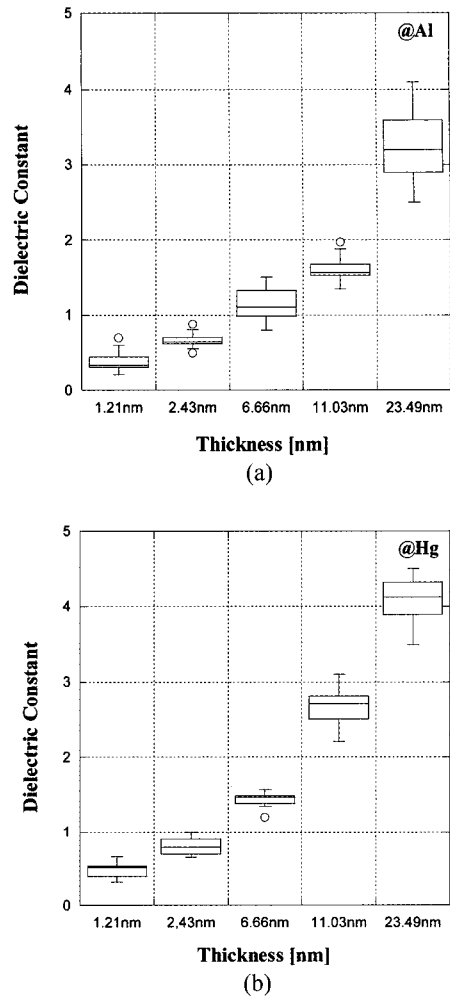 5
@Al
4
3
2
1
0
Dielectric Constant
1.21nm 2.43nm 6.66nm 11.03nm 23.49nm
Thickness [nm]
(a)
5
@Hg
4
3
2
1
0
Dielectric Constant
1.21nm 2,43nm 6.66nm 11.03nm 23.49nm
Thickness [nm]
(b)